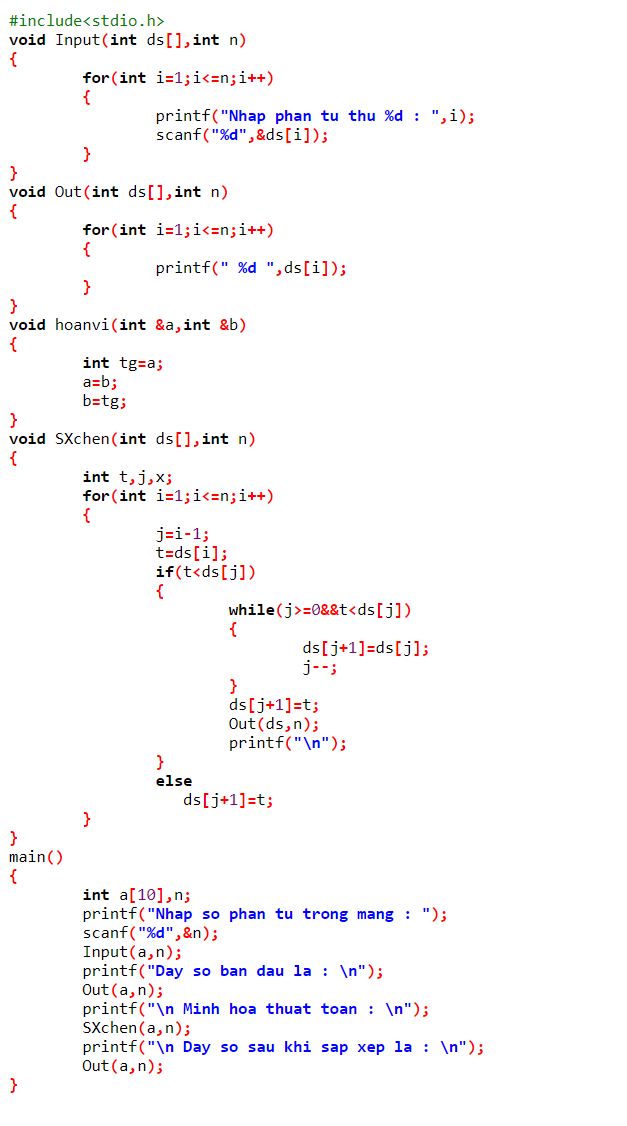 #include<stdio.h>
void Input(int ds[],int n)
{
for(int i=1;i<=n;i++)
{
printf("Nhap phan tu thu %d : ",i);
scanf("%d",&ds[i]);
}
}
void Out(int ds[],int n)
{
for(int i=1;i<=n;i++)
{
printf(" %d ",ds[i]);
}
}
void hoanvi(int &a,int &b)
{
int tg=a;
a=b;
b=tg;
}
void SXchen(int ds[],int n)
{
int t,j,x;
for(int i=1;i<=n;i++)
{
j=i-1;
t=ds[i];
if(t<ds[j])
{
while(j>=0&&t<ds[j])
{
ds[j+1]=ds[j];
j--;
}
ds[j+1]=t;
Out(ds,n);
printf("\n");
}
else
ds[j+1]=t;
}
}
main()
{
int a[10],n;
printf("Nhap so phan tu trong mang : ");
scanf("%d",&n);
Input(a,n);
printf("Day so ban dau la : \n");
Out(a,n);
printf("\n Minh hoa thuat toan : \n");
SXchen(a,n);
printf("\n Day so sau khi sap xep la : \n");
Out(a,n);
}